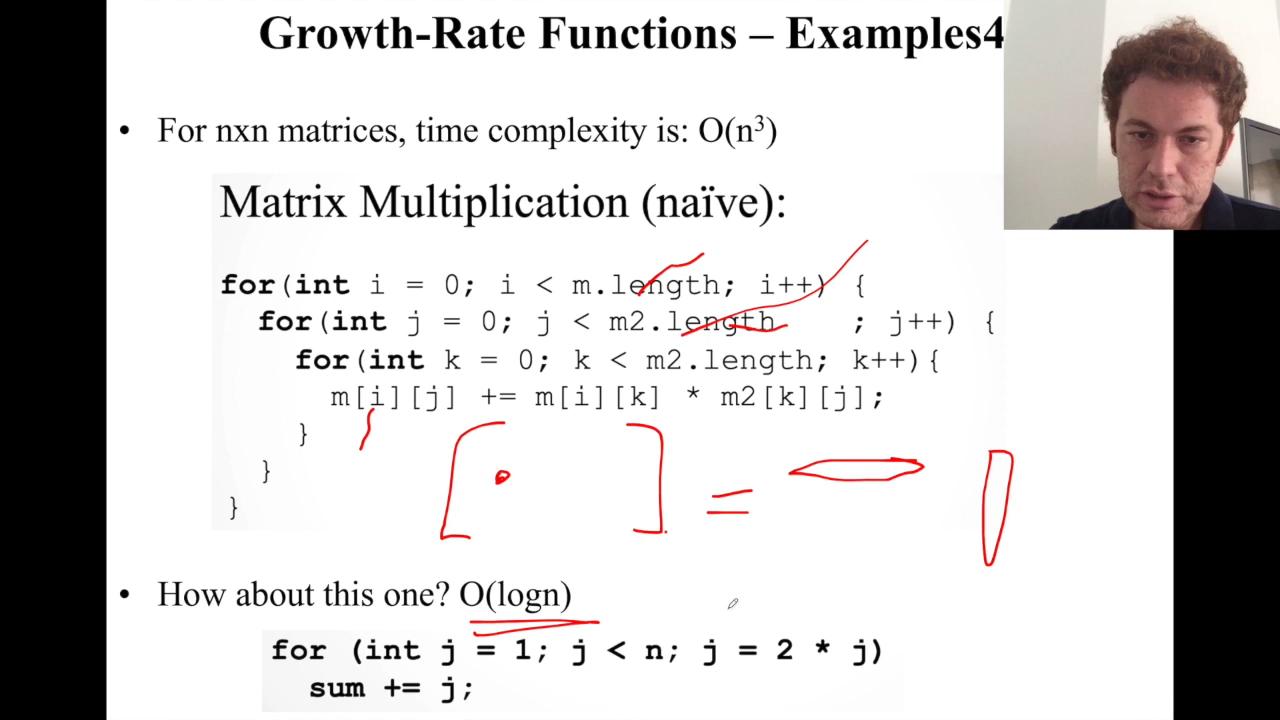 Growth-Rate Functions – Examples4
• For nxn matrices, time complexity is: O(n³)
Matrix Multiplication (naïve):
for(int i = 0; i < m.length; i++) {
for(int j = 0; j < m2.length ; j++) {
for(int k = 0; k < m2.length; k++){
m[i][j] += m[i][k] * m2[k][j];
}
}
}
• How about this one? O(logn)
for (int j = 1; j < n; j = 2 * j)
sum += j;